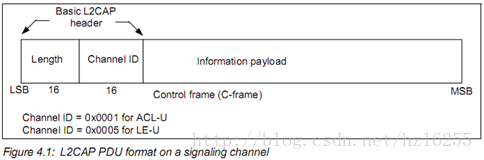 Basic L2CAP
header
Length
Channel ID
Information payload
LSB
16
16
Control frame (C-frame)
MSB
Channel ID = 0x0001 for ACL-U
Channel ID = 0x0005 for LE-U
http://blog.csdn.net/hzl6255
Figure 4.1: L2CAP PDU format on a signaling channel